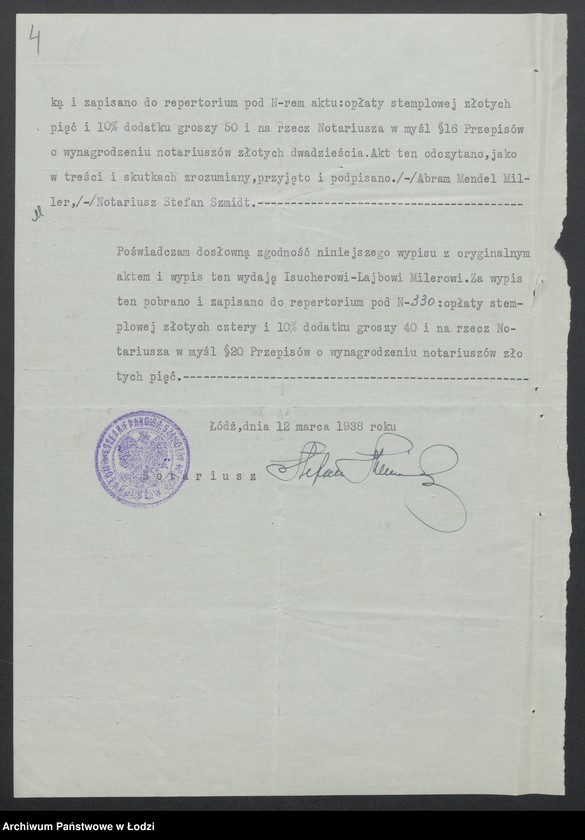 4
ką i zapisano do repertorium pod N-rem aktu:opłaty stemplowej złotych
pięć i 10% dodatku groszy 50 i na rzecz Notariusza w myśl §16 Przepisów
o wynagrodzeniu notariuszów złotych dwadzieścia.Akt ten odczytano,jako
w treści i skutkach zrozumiany,przyjęto i podpisano./-/Abram Mendel Mil-
ler,/-/Notariusz Stefan Szmidt.----------------------------------------
Poświadczam dosłowną zgodność niniejszego wypisu z oryginalnym
aktem i wypis ten wydaję Isucherowi-Lajbowi Milerowi.Za wypis
ten pobrano i zapisano do repertorium pod N-330:opłaty stem-
plowej złotych cztery i 10% dodatku groszy 40 i na rzecz No-
tariusza w myśl §20 Przepisów o wynagrodzeniu notariuszów zło
tych pięć.----------------------------------------------------
Łódź,dnia 12 marca 1938 roku
Notariusz
Archiwum Państwowe w Łodzi